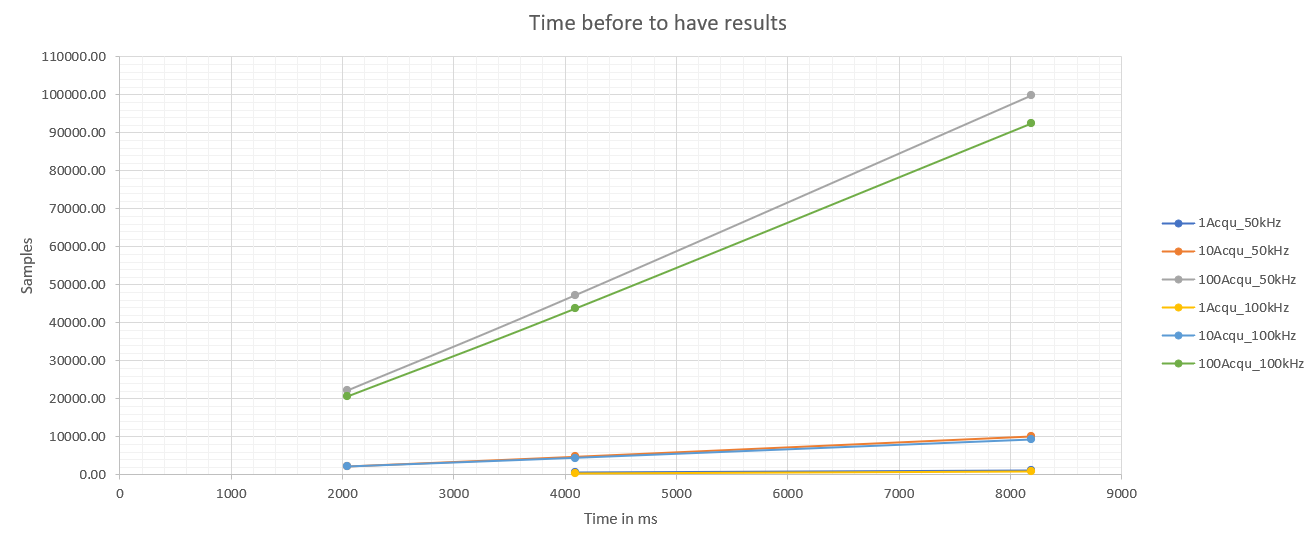 Time before to have results
110000.00
100000.00
90000.00
80000.00
70000.00
60000.00
50000.00
40000.00
30000.00
20000.00
10000.00
0.00
Samples
0 1000 2000 3000 4000 5000 6000 7000 8000 9000
Time in ms
1Acqu_50kHz
10Acqu_50kHz
100Acqu_50kHz
1Acqu_100kHz
10Acqu_100kHz
100Acqu_100kHz